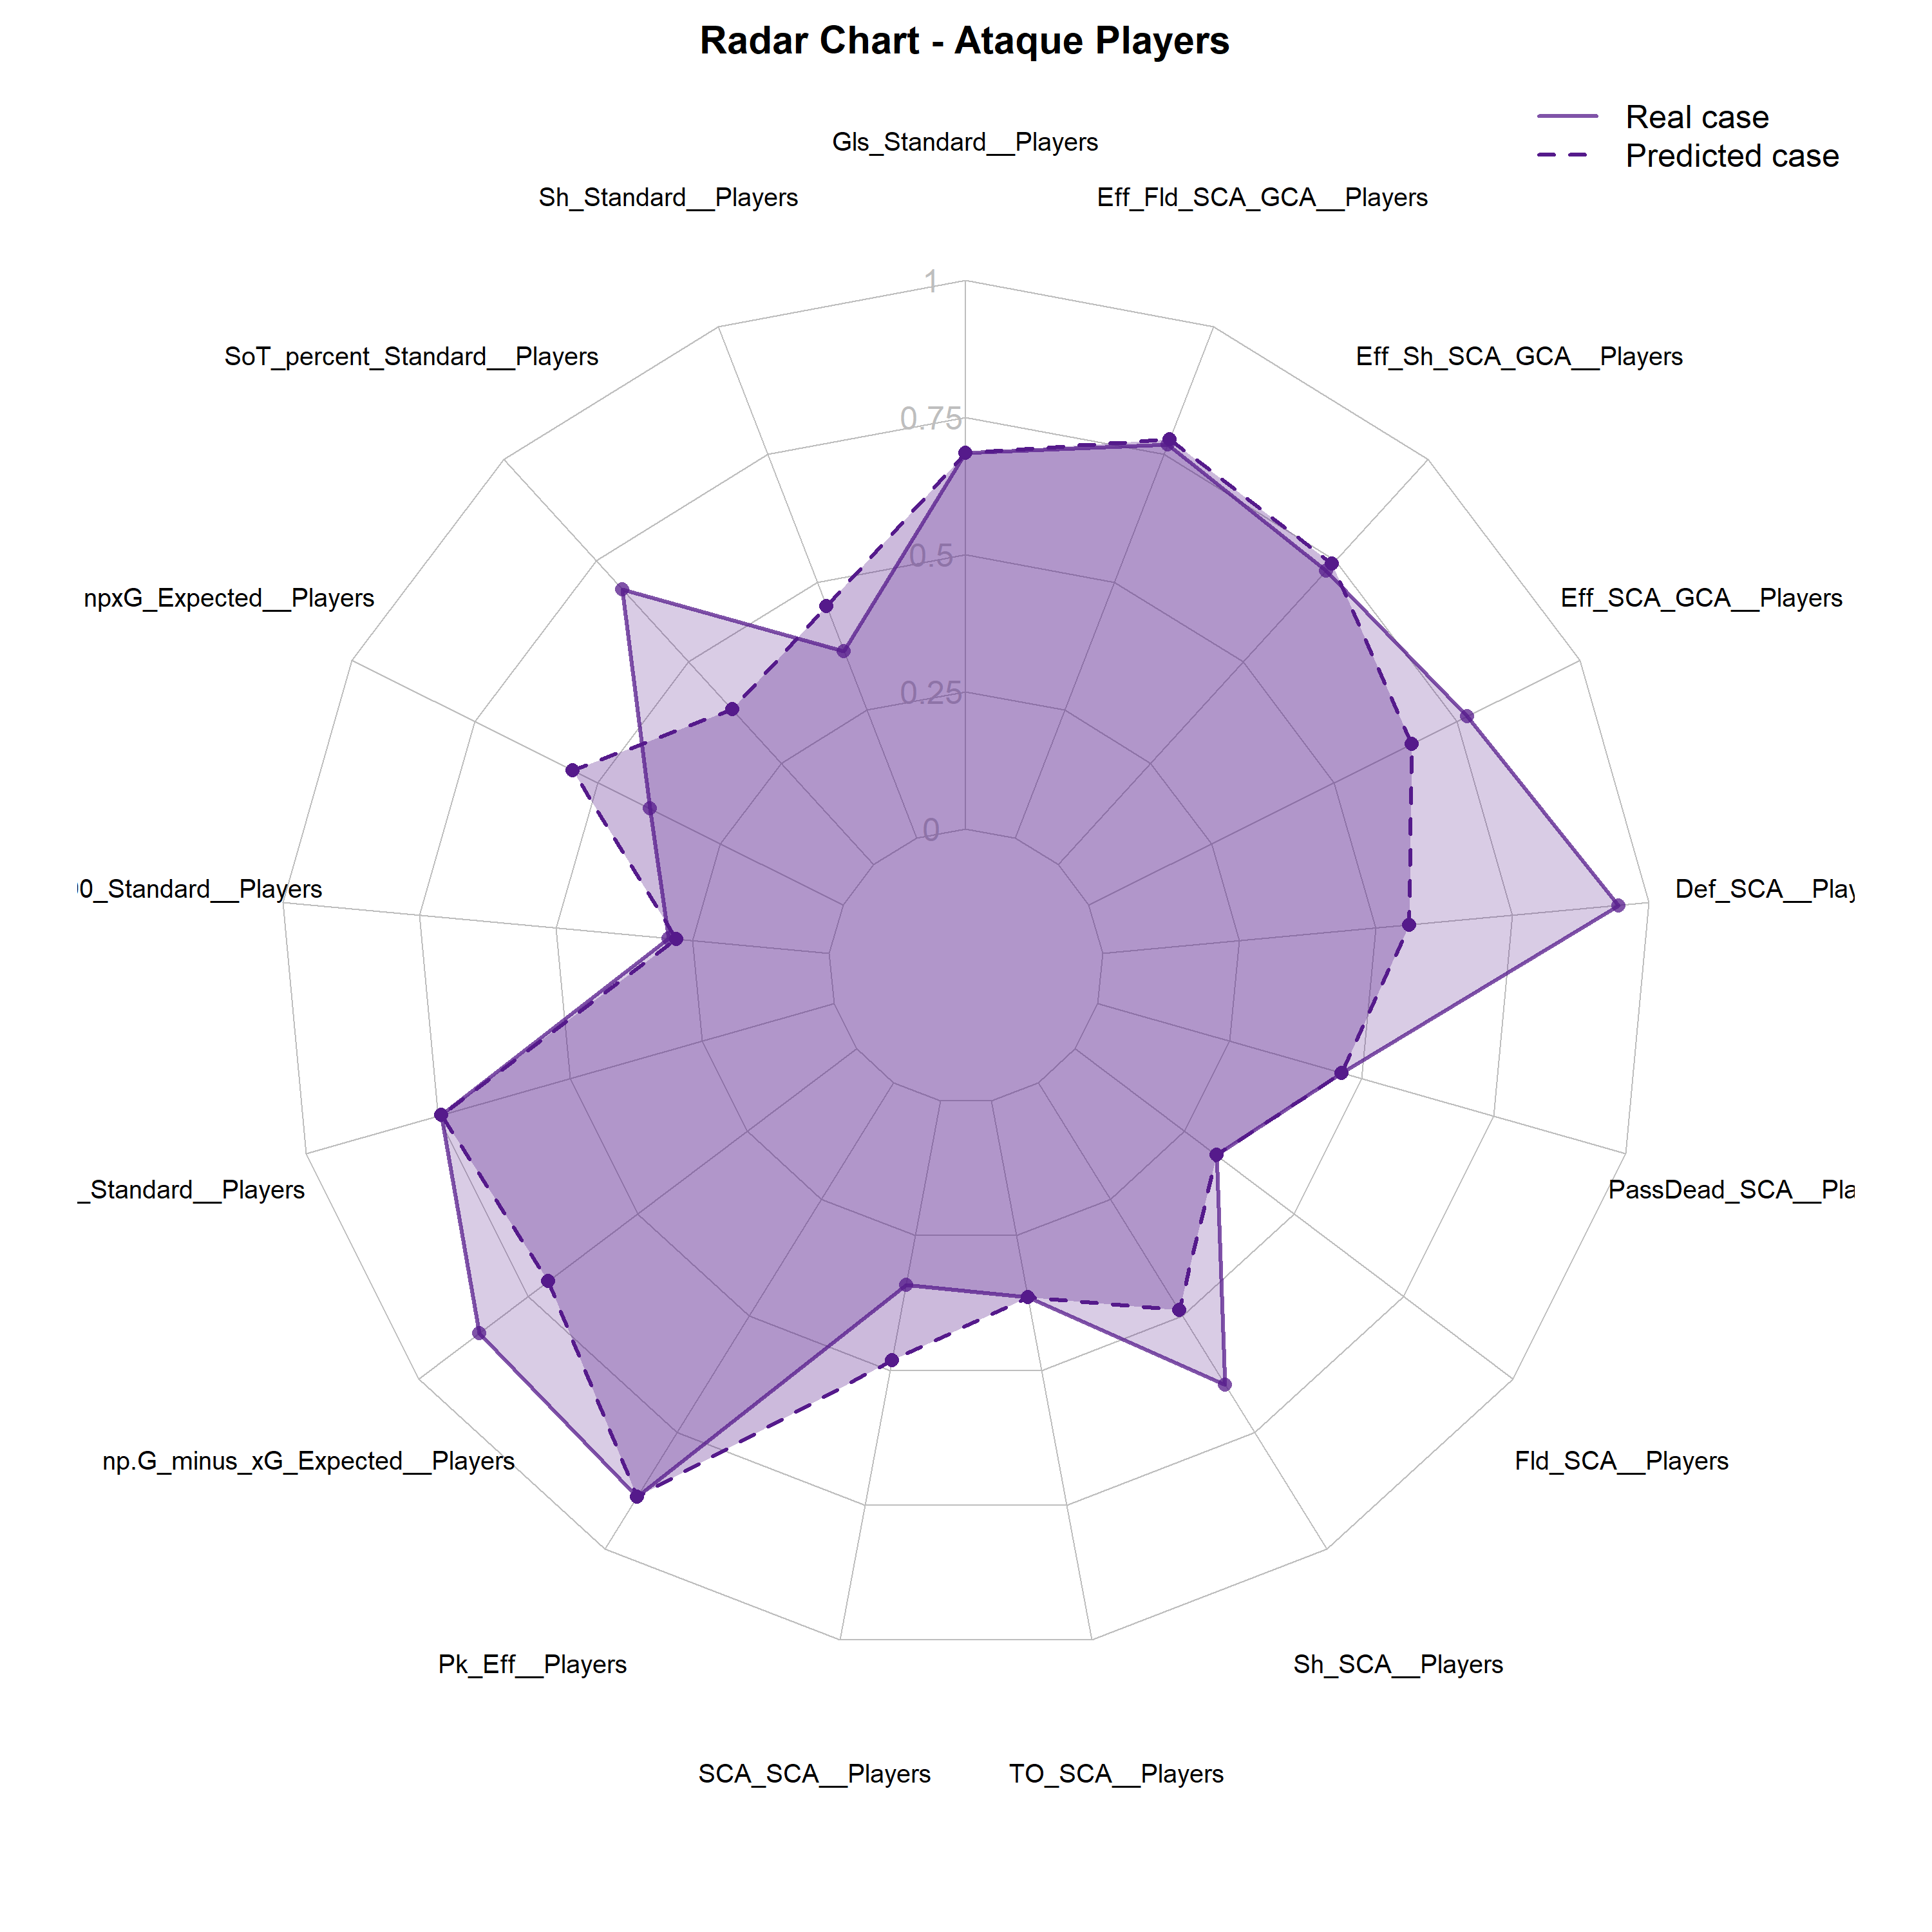 Radar Chart - Ataque Players
Real case
Predicted case
Gls_Standard__Players
Sh_Standard__Players
Eff_Fld_SCA_GCA__Players
SoT_percent_Standard__Players
Eff_Sh_SCA_GCA__Players
npxG_Expected__Players
Eff_SCA_GCA__Players
1
0.75
0.5
0.25
0
0_Standard__Players
Def_SCA__Play
_Standard__Players
PassDead_SCA__Pla
np.G_minus_xG_Expected__Players
Fld_SCA__Players
Pk_Eff__Players
Sh_SCA__Players
SCA_SCA__Players
TO_SCA__Players